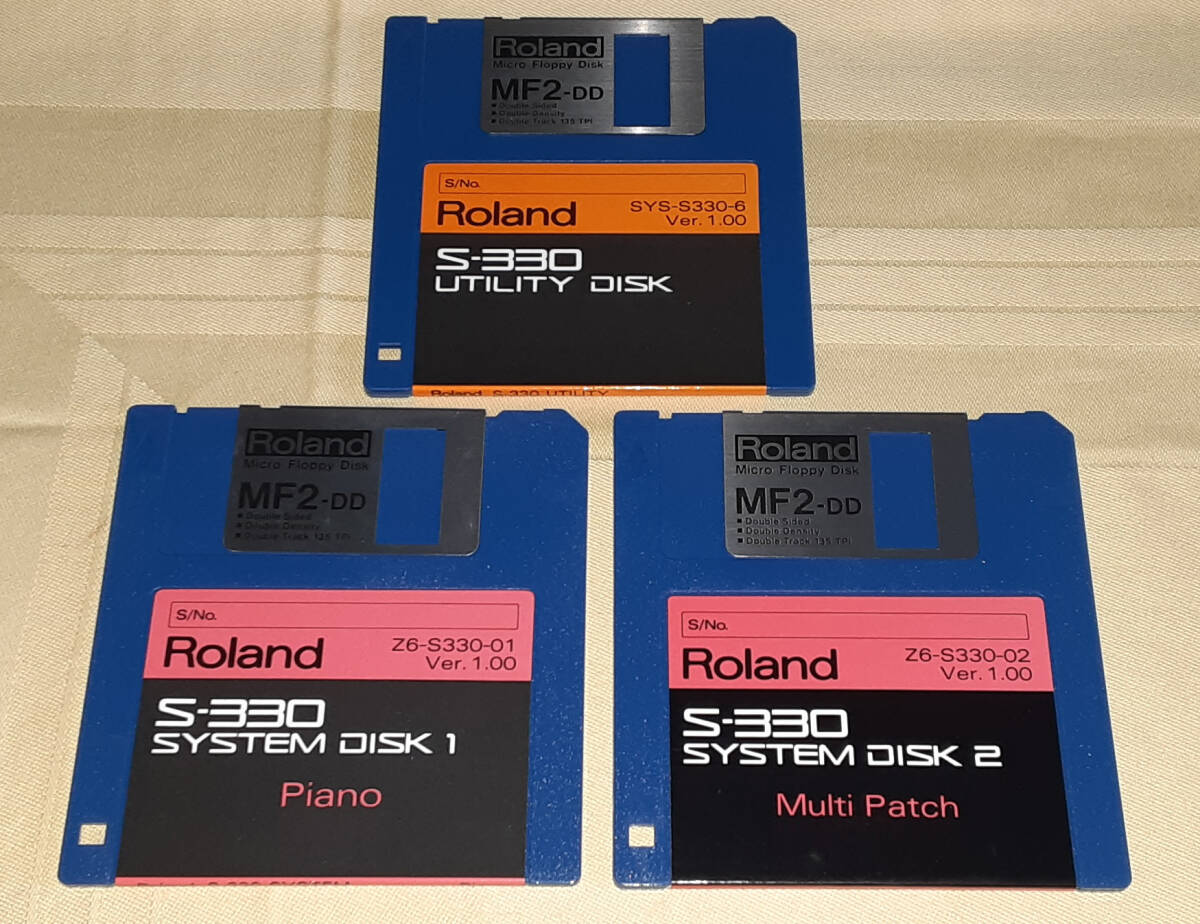 Roland
Micro Floppy Disk
MF2-DD
■ Double Sided
■ Double Density
■ Double Track 135 TPI
S/No.
Roland
SYS-S330-6
Ver. 1.00
S-330
UTILITY DISK
Roland S-330 UTILITY
Roland
Micro Floppy Disk
MF2-DD
■ Double Sided
■ Double Density
■ Double Track 135 TPI
S/No.
Roland
Z6-S330-01
Ver. 1.00
S-330
SYSTEM DISK 1
Piano
Roland
Micro Floppy Disk
MF2-DD
■ Double Sided
■ Double Density
■ Double Track 135 TPI
S/No.
Roland
Z6-S330-02
Ver. 1.00
S-330
SYSTEM DISK 2
Multi Patch